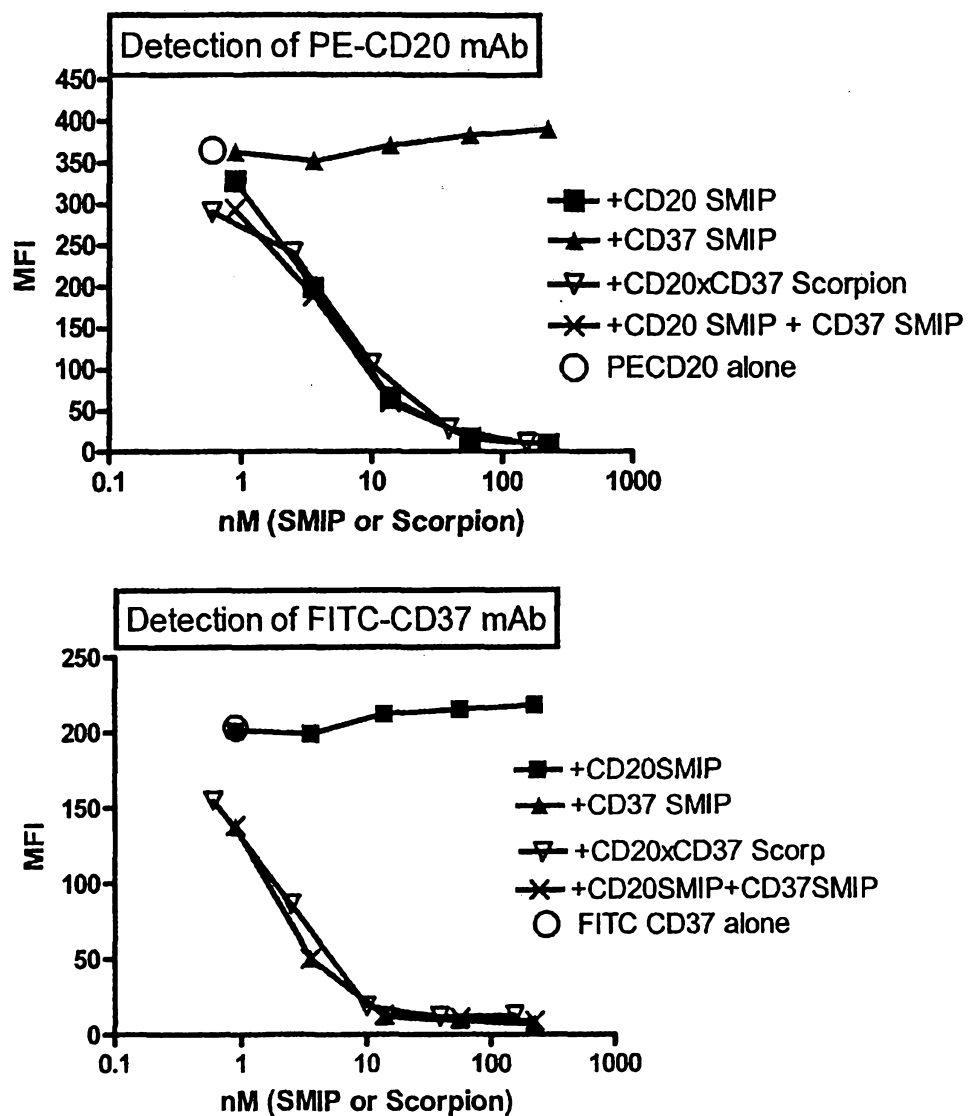 Detection of PE-CD20 mAb
450
400
350
300
250
200
150
100
50
0
MFI
0.1 1 10 100 1000
nM (SMIP or Scorpion)
+CD20 SMIP
+CD37 SMIP
+CD20xCD37 Scorpion
+CD20 SMIP + CD37 SMIP
PECD20 alone
Detection of FITC-CD37 mAb
250
200
150
100
50
0
MFI
0.1 1 10 100 1000
nM (SMIP or Scorpion)
+CD20SMIP
+CD37 SMIP
+CD20xCD37 Scorp
+CD20SMIP+CD37SMIP
FITC CD37 alone